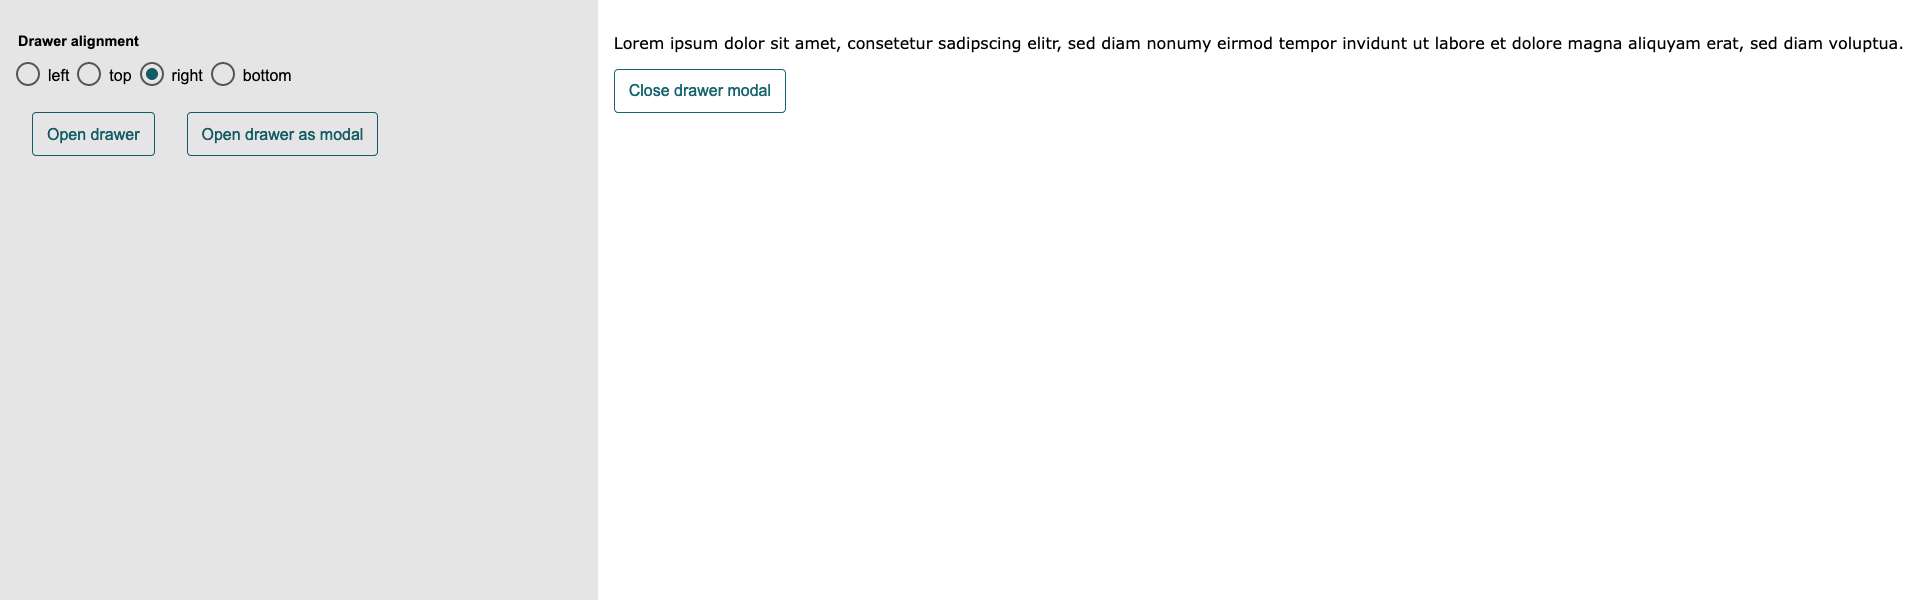 Drawer alignment
left top right bottom
Open drawer Open drawer as modal
Lorem ipsum dolor sit amet, consetetur sadipscing elitr, sed diam nonumy eirmod tempor invidunt ut labore et dolore magna aliquyam erat, sed diam voluptua.
Close drawer modal